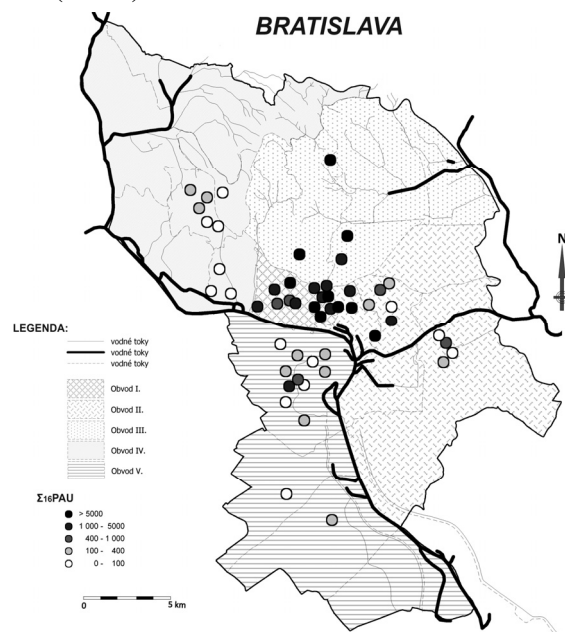 BRATISLAVA
N
LEGENDA:
vodné toky
vodné toky
vodné toky
Obvod I.
Obvod II.
Obvod III.
Obvod IV.
Obvod V.
Σ16PAU
> 5000
1 000 - 5000
400 - 1 000
100 - 400
0 - 100
0 5 km